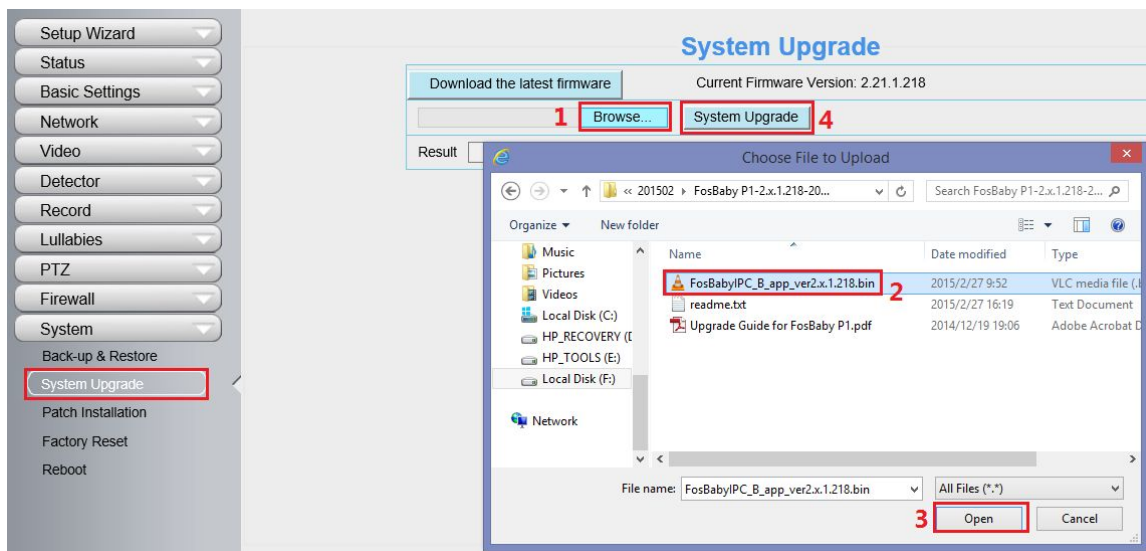 Setup Wizard
Status
Basic Settings
Network
Video
Detector
Record
Lullabies
PTZ
Firewall
System
Back-up & Restore
System Upgrade
Patch Installation
Factory Reset
Reboot
System Upgrade
Download the latest firmware Current Firmware Version: 2.21.1.218
1 Browse... System Upgrade 4
Result
Choose File to Upload
« 201502 FosBaby P1-2.x.1.218-20... Search FosBaby P1-2.x.1.218-2...
Organize New folder
Music
Pictures
Videos
Local Disk (C:)
HP_RECOVERY (
HP_TOOLS (E:)
Local Disk (F:)
Network
Name Date modified Type
FosBabyIPC_B_app_ver2.x.1.218.bin 2 2015/2/27 9:52 VLC media file (.
readme.txt 2015/2/27 16:19 Text Document
Upgrade Guide for FosBaby P1.pdf 2014/12/19 19:06 Adobe Acrobat
File name: FosBabyIPC_B_app_ver2.x.1.218.bin All Files (*.*)
3 Open Cancel